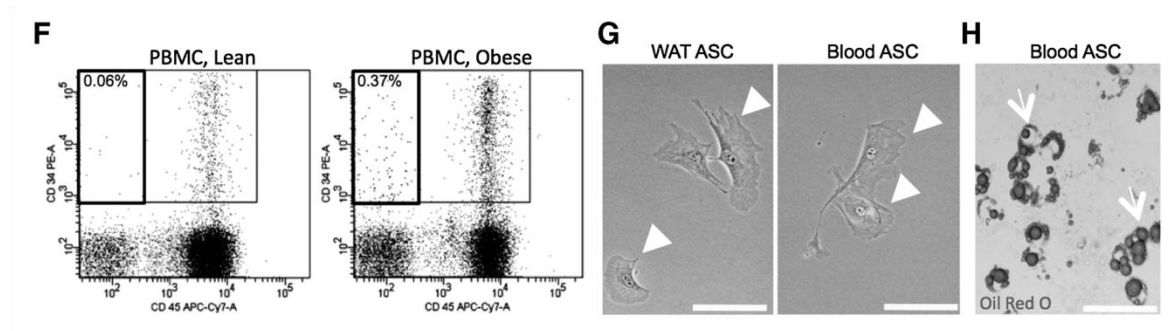 F
PBMC, Lean
0.06%
CD 34 PE-A
10^5
10^4
10^3
10^2
10^2 10^3 10^4 10^5
CD 45 APC-Cy7-A
PBMC, Obese
0.37%
CD 34 PE-A
10^5
10^4
10^3
10^2
10^2 10^3 10^4 10^5
CD 45 APC-Cy7-A
G
WAT ASC
Blood ASC
H
Blood ASC
Oil Red O